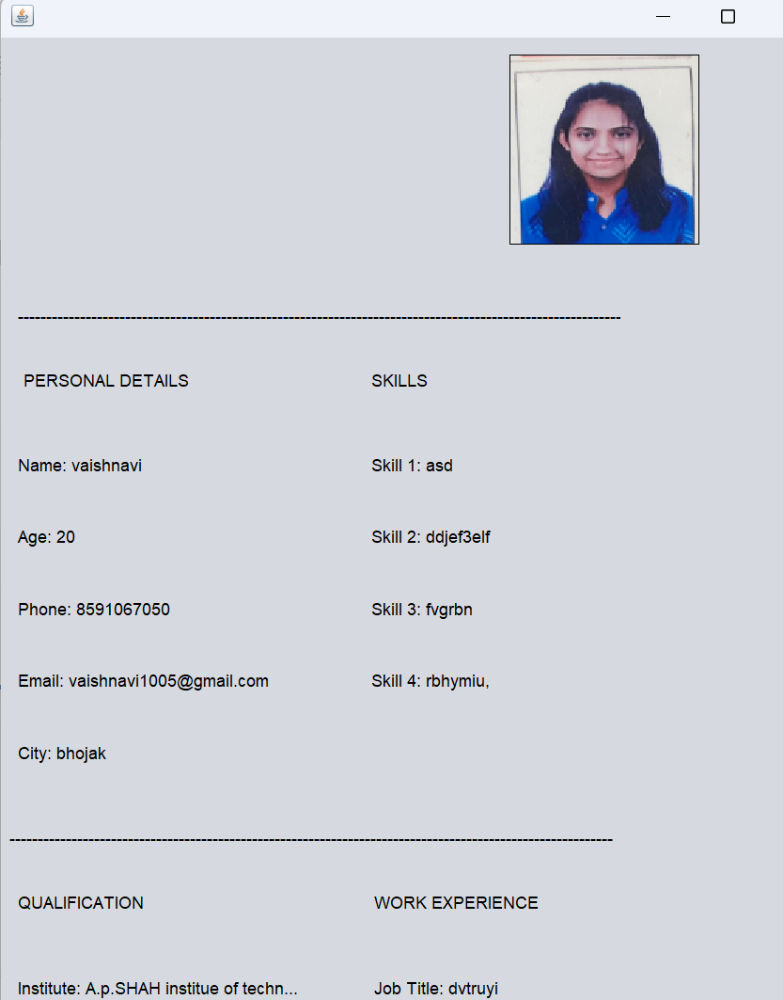 ----------------------------------------------------------------------------------------------------------------
PERSONAL DETAILS SKILLS
Name: vaishnavi Skill 1: asd
Age: 20 Skill 2: ddjef3elf
Phone: 8591067050 Skill 3: fvgrbn
Email: vaishnavi1005@gmail.com Skill 4: rbhymiu,
City: bhojak
----------------------------------------------------------------------------------------------------------------
QUALIFICATION WORK EXPERIENCE
Institute: A.p.SHAH institue of techn... Job Title: dvtruyi